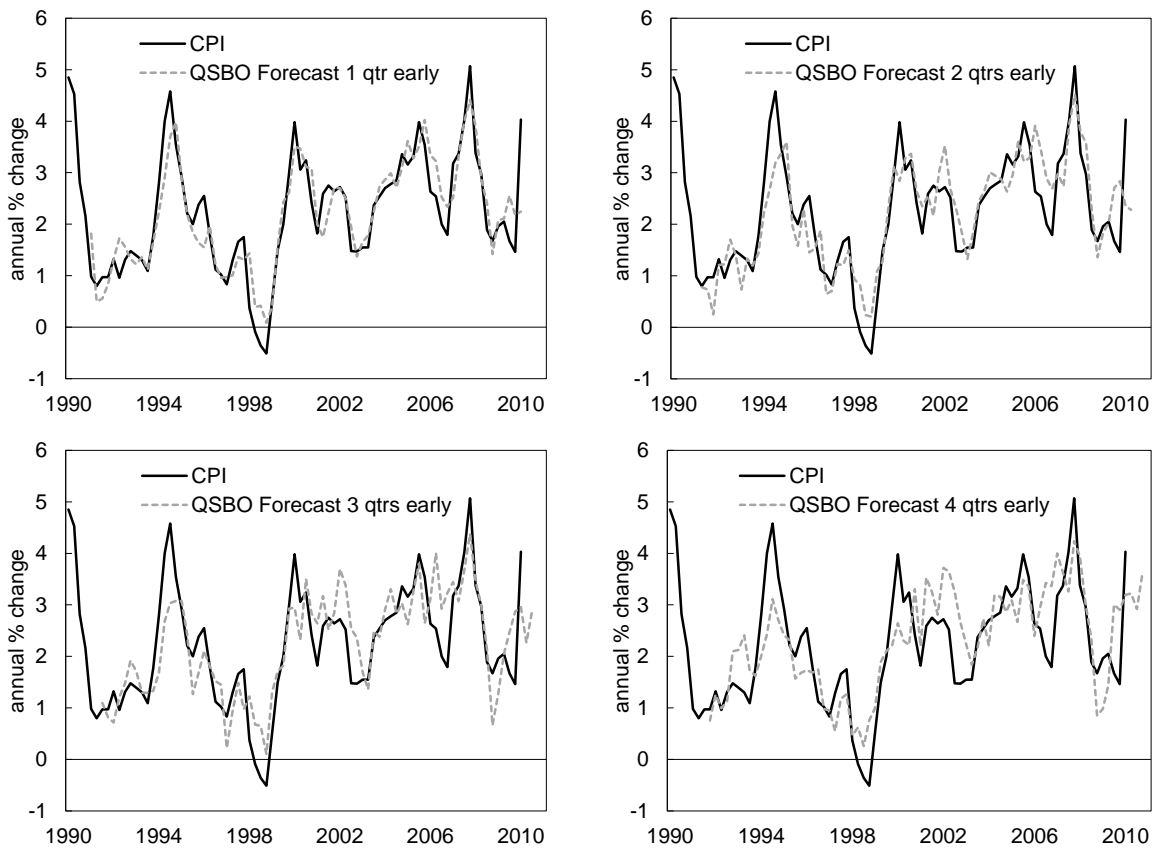 6
5
4
3
2
1
0
-1
annual % change
CPI
QSBO Forecast 1 qtr early
1990 1994 1998 2002 2006 2010
6
5
4
3
2
1
0
-1
annual % change
CPI
QSBO Forecast 2 qtrs early
1990 1994 1998 2002 2006 2010
6
5
4
3
2
1
0
-1
annual % change
CPI
QSBO Forecast 3 qtrs early
1990 1994 1998 2002 2006 2010
6
5
4
3
2
1
0
-1
annual % change
CPI
QSBO Forecast 4 qtrs early
1990 1994 1998 2002 2006 2010